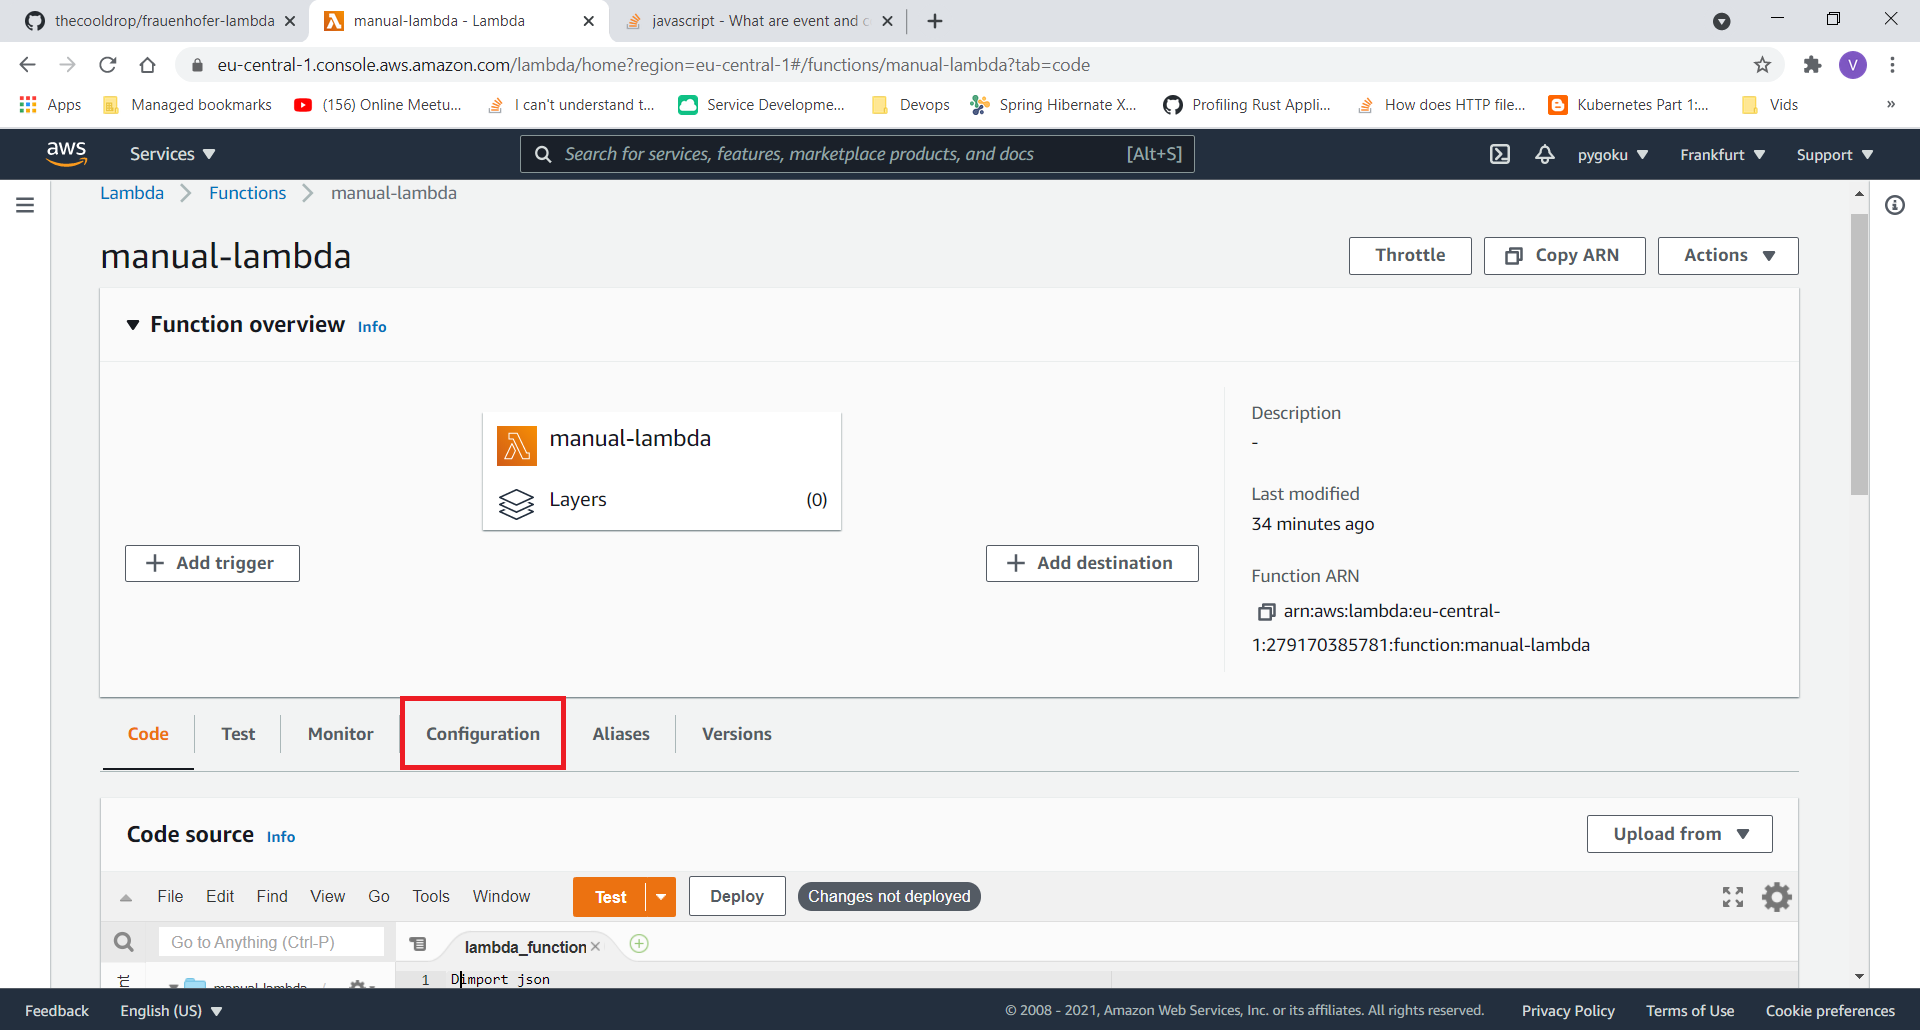 thecooldrop/frauenhofer-lambda
manual-lambda - Lambda
javascript - What are event and c
eu-central-1.console.aws.amazon.com/lambda/home?region=eu-central-1#/functions/manual-lambda?tab=code
V
Apps
Managed bookmarks
(156) Online Meetu...
I can't understand t...
Service Developme...
Devops
Spring Hibernate X...
Profiling Rust Appli...
How does HTTP file...
Kubernetes Part 1:...
Vids
»
aws
Services
Search for services, features, marketplace products, and docs
[Alt+S]
pygoku
Frankfurt
Support
Lambda
Functions
manual-lambda
manual-lambda
Throttle
Copy ARN
Actions
Function overview Info
manual-lambda
Layers
(0)
Add trigger
Add destination
Description
-
Last modified
34 minutes ago
Function ARN
arn:aws:lambda:eu-central-
1:279170385781:function:manual-lambda
Code
Test
Monitor
Configuration
Aliases
Versions
Code source Info
Upload from
File
Edit
Find
View
Go
Tools
Window
Test
Deploy
Changes not deployed
Go to Anything (Ctrl-P)
lambda_function
manual-lambda /
1
Dimport json
Feedback
English (US)
© 2008 - 2021, Amazon Web Services, Inc. or its affiliates. All rights reserved.
Privacy Policy
Terms of Use
Cookie preferences